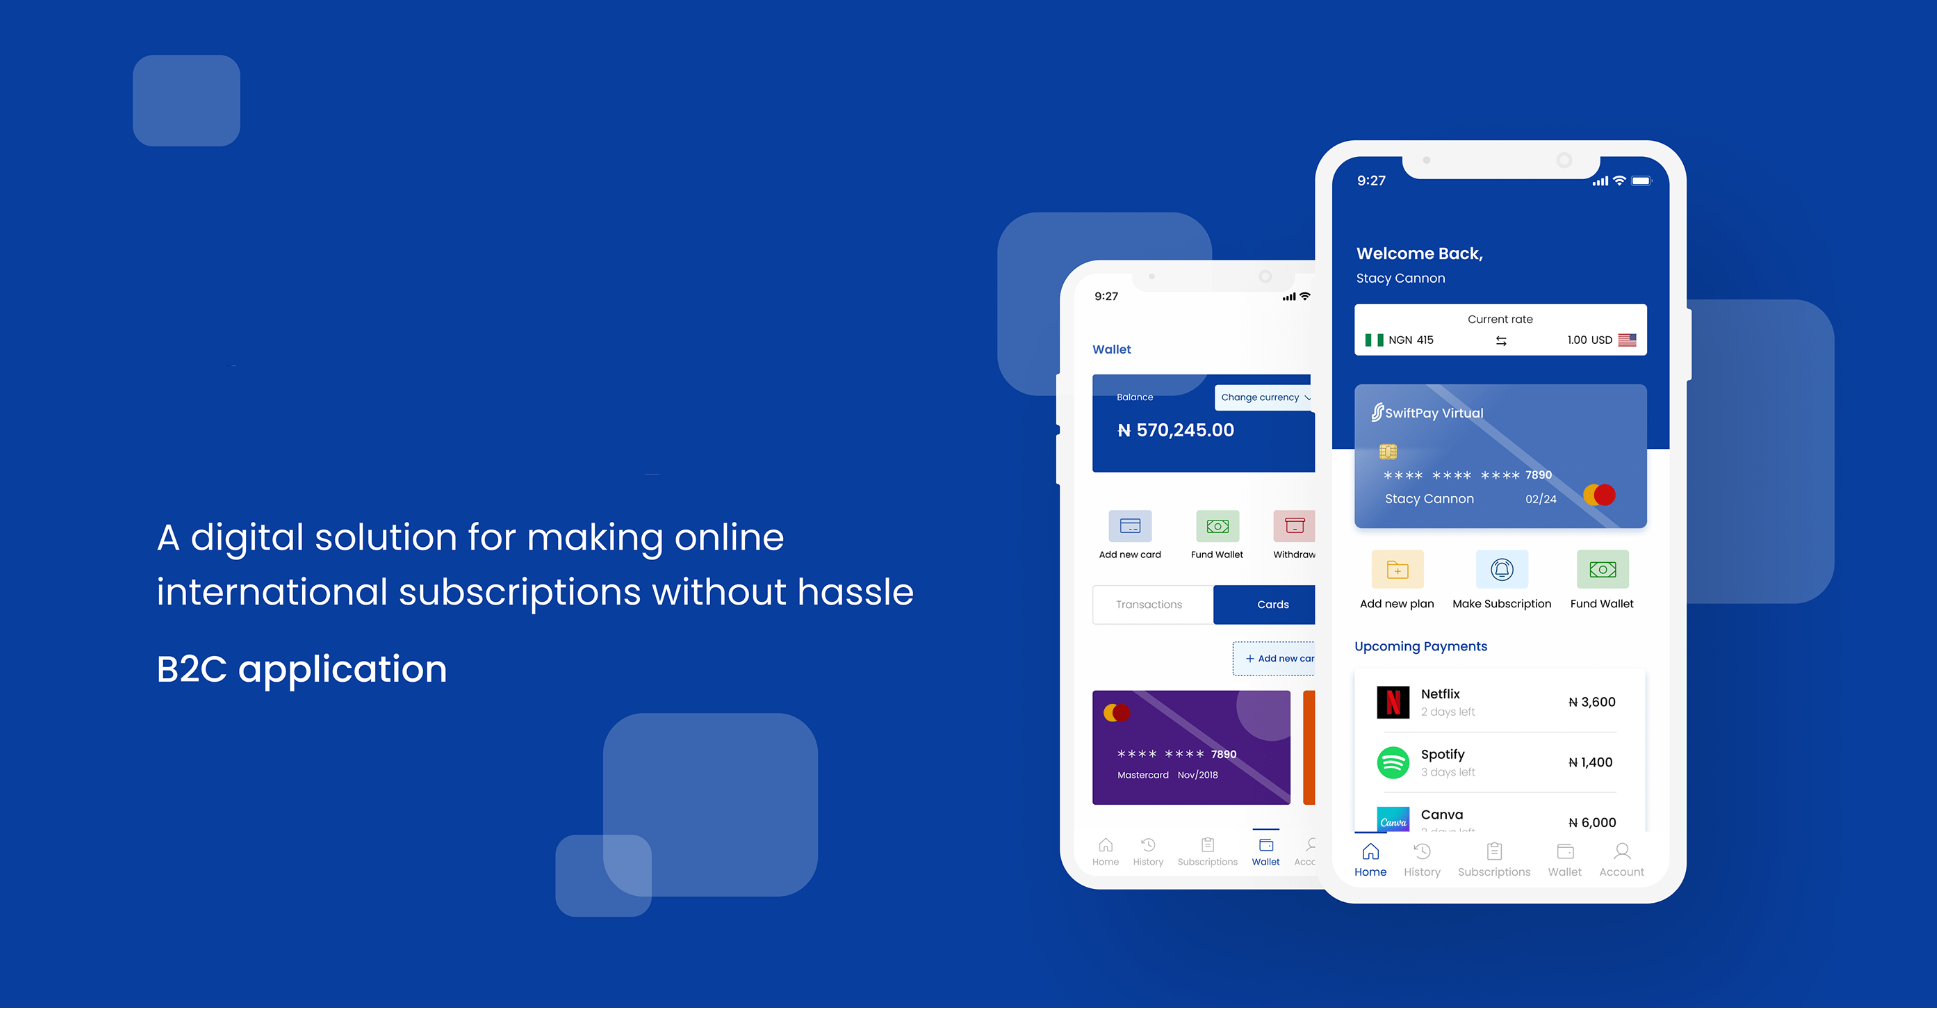 A digital solution for making online
international subscriptions without hassle
B2C application
9:27
Wallet
Balance
Change currency
₦ 570,245.00
Add new card
Fund Wallet
Withdraw
Transactions
Cards
+ Add new car
**** **** 7890
Mastercard Nov/2018
Home
History
Subscriptions
Wallet
Acco
9:27
Welcome Back,
Stacy Cannon
Current rate
NGN 415
1.00 USD
SwiftPay Virtual
**** **** **** 7890
Stacy Cannon 02/24
Add new plan
Make Subscription
Fund Wallet
Upcoming Payments
Netflix
2 days left
₦ 3,600
Spotify
3 days left
₦ 1,400
Canva
Canva
₦ 6,000
Home
History
Subscriptions
Wallet
Account